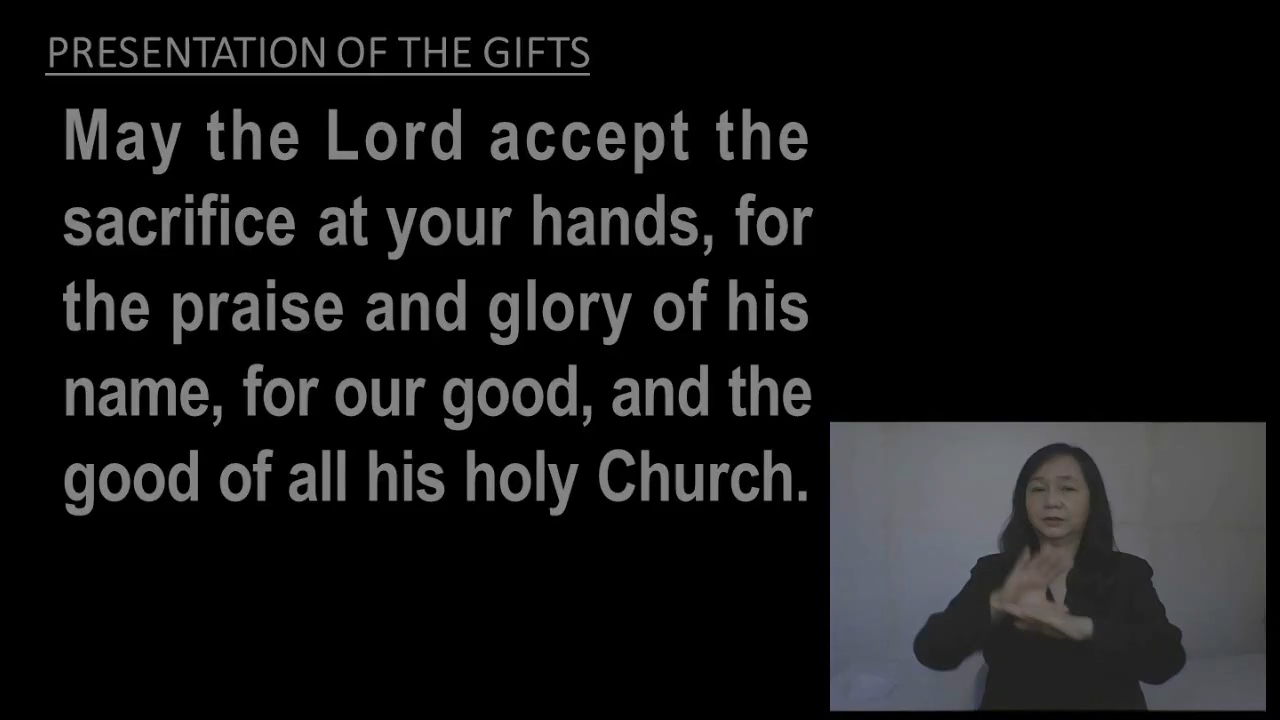 PRESENTATION OF THE GIFTS
May the Lord accept the
sacrifice at your hands, for
the praise and glory of his
name, for our good, and the
good of all his holy Church.